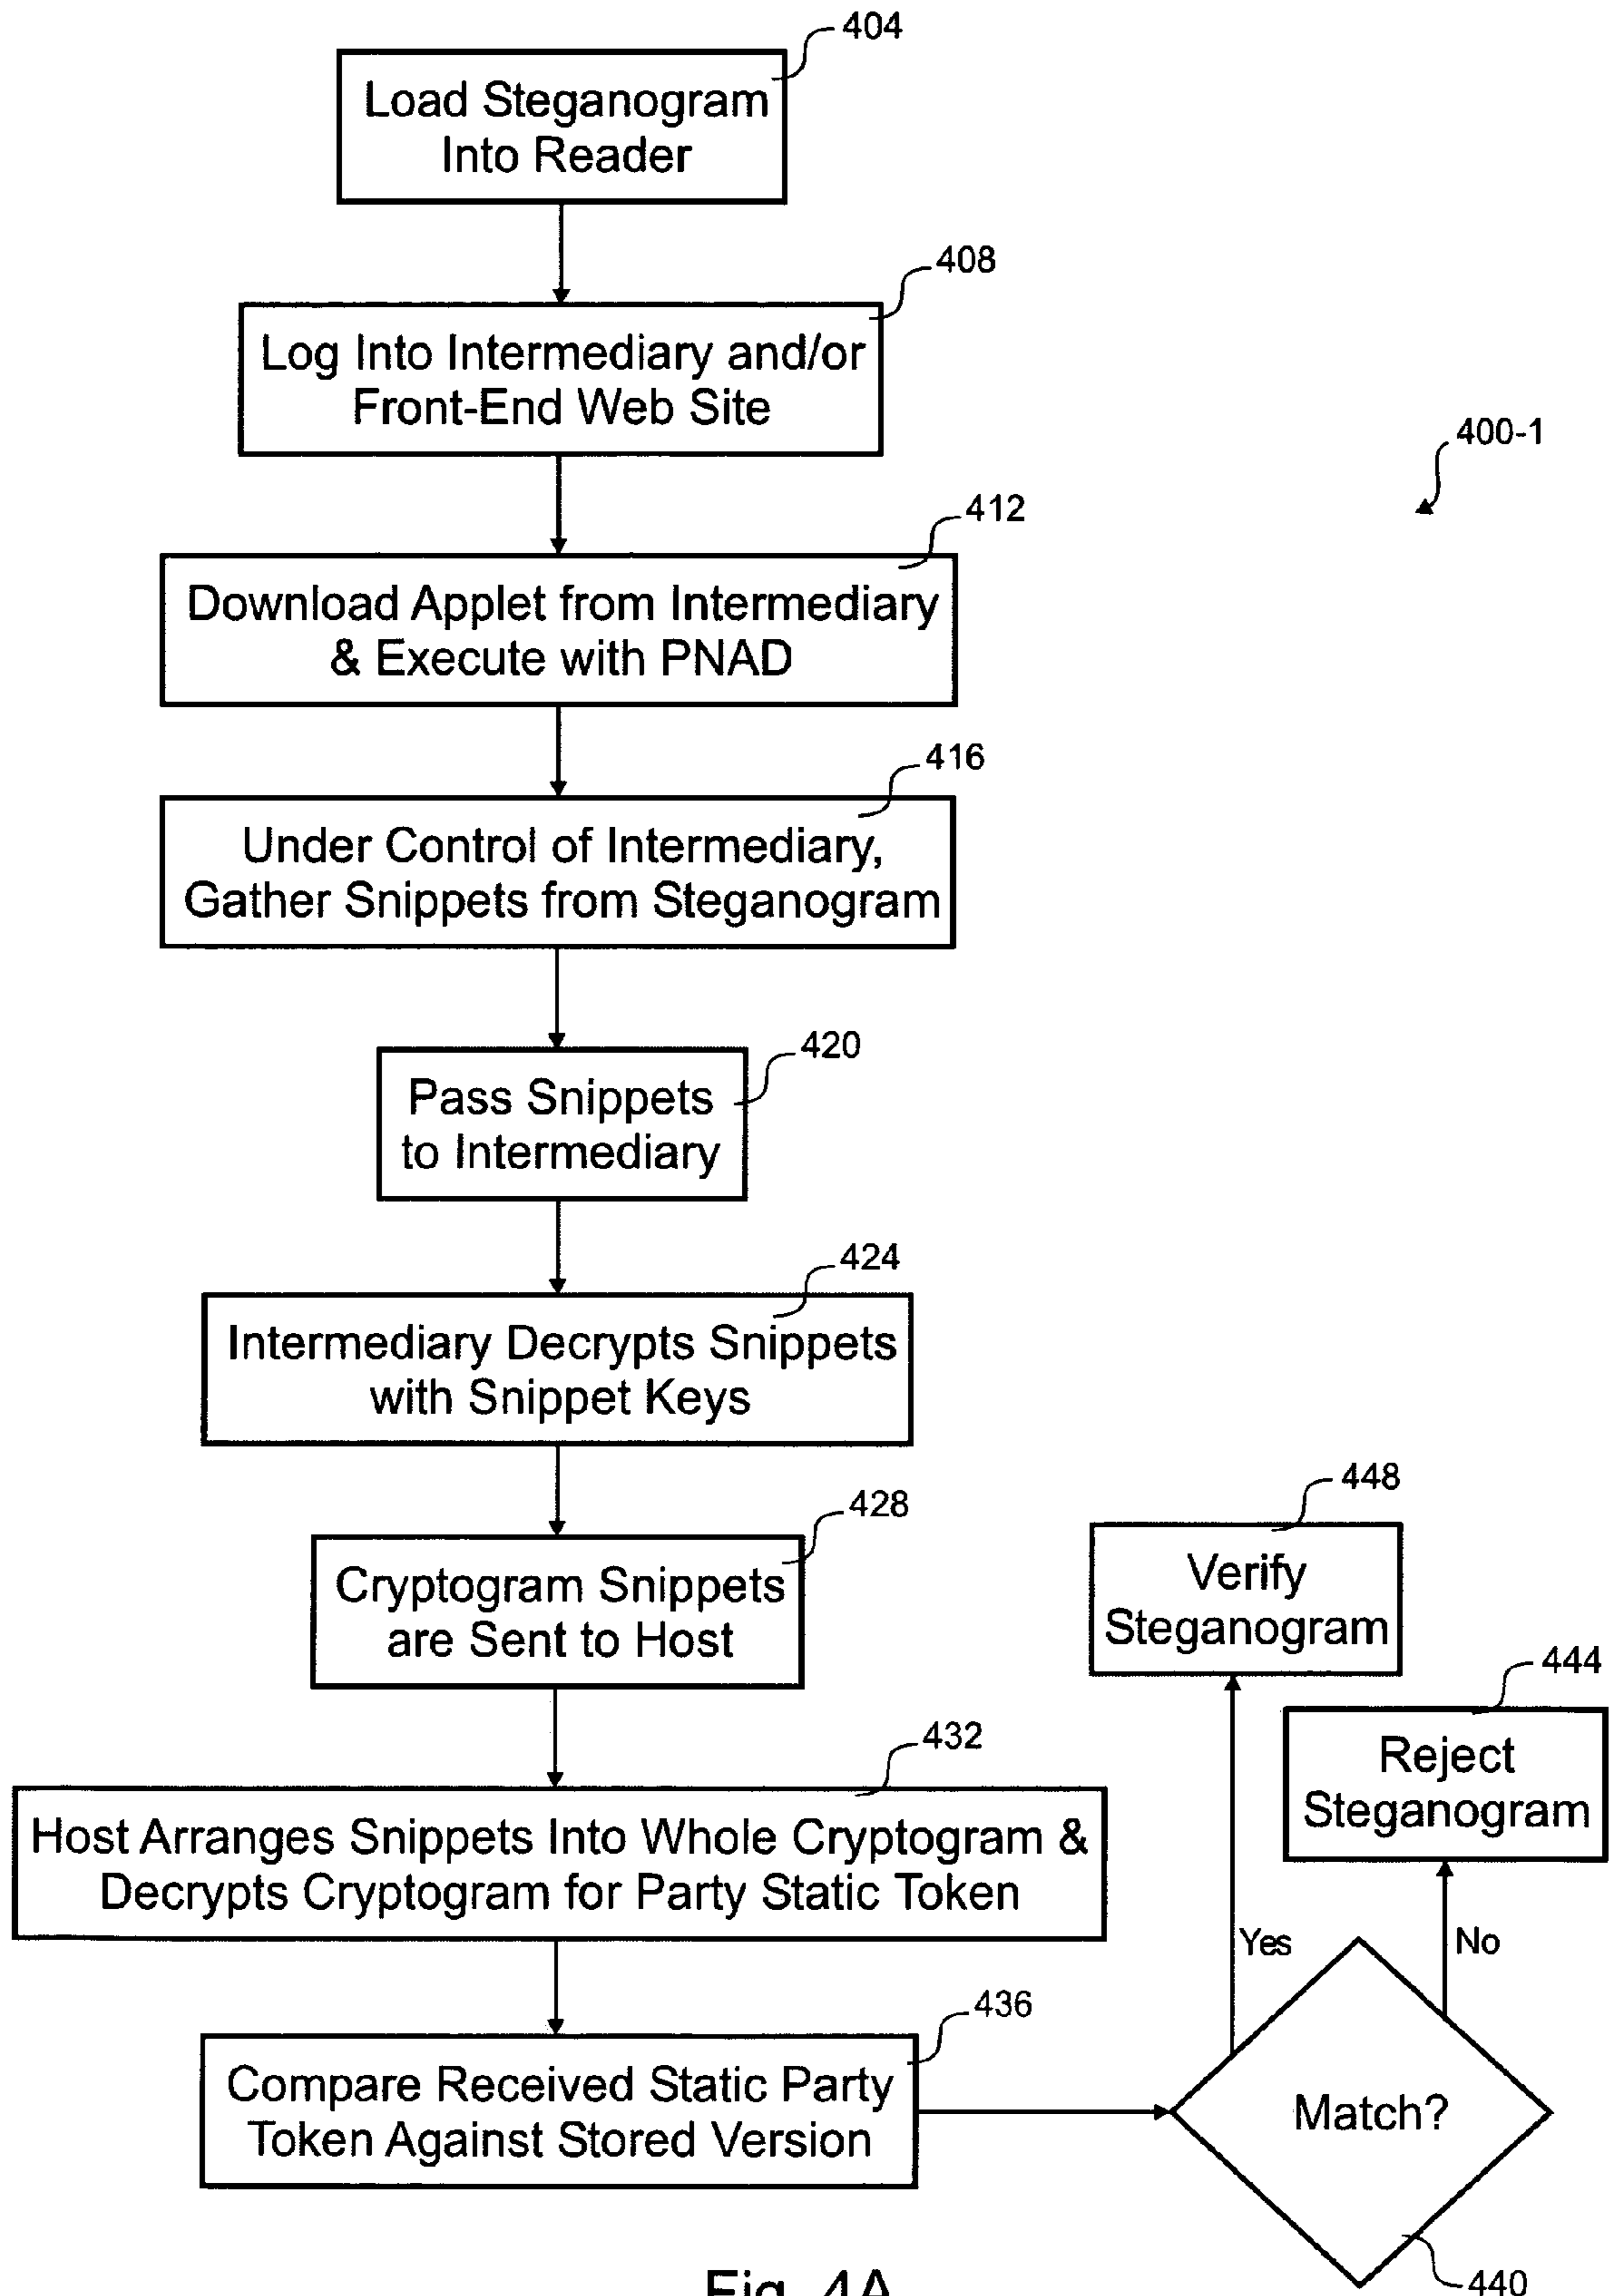 404
Load Steganogram
Into Reader
408
Log Into Intermediary and/or
Front-End Web Site
400-1
412
Download Applet from Intermediary
& Execute with PNAD
416
Under Control of Intermediary,
Gather Snippets from Steganogram
420
Pass Snippets
to Intermediary
424
Intermediary Decrypts Snippets
with Snippet Keys
428
Cryptogram Snippets
are Sent to Host
448
Verify
Steganogram
444
Reject
Steganogram
432
Host Arranges Snippets Into Whole Cryptogram &
Decrypts Cryptogram for Party Static Token
Yes
No
436
Compare Received Static Party
Token Against Stored Version
Match?
440
Fig. 4A